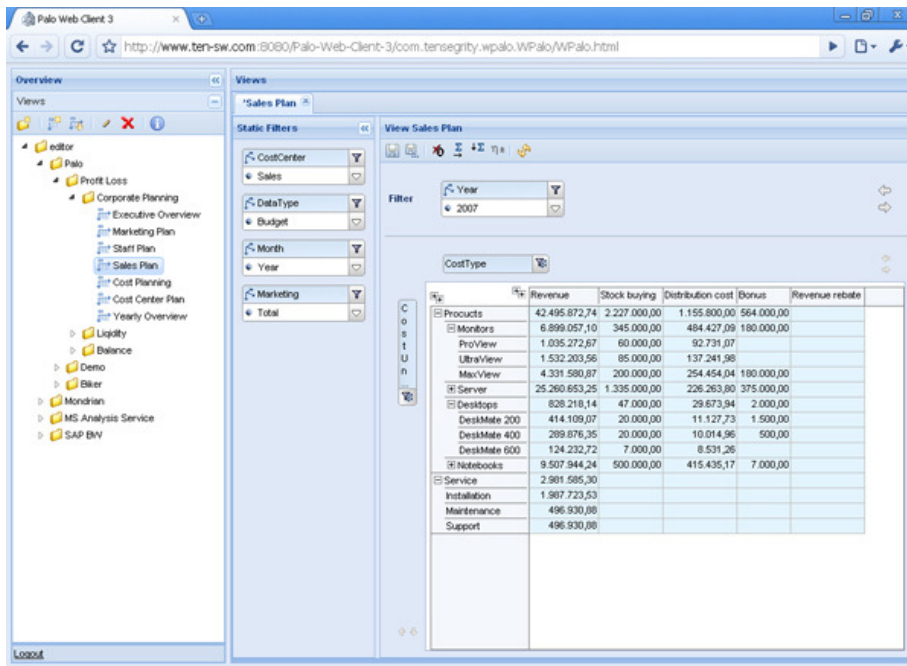 Palo Web Client 3
http://www.ten-sw.com:8080/Palo-Web-Client-3/com.tensegrity.wpalo.WPalo/WPalo.html
Overview
Views
editor
Palo
Profit Loss
Corporate Planning
Executive Overview
Marketing Plan
Staff Plan
Sales Plan
Cost Planning
Cost Center Plan
Yearly Overview
Liqidity
Balance
Demo
Biker
Mondrian
MS Analysis Service
SAP BW
Logout
Views
*Sales Plan
Static Filters
CostCenter
Sales
DataType
Budget
Month
Year
Marketing
Total
View Sales Plan
Filter
Year
2007
CostType
CostUn...
Revenue Stock buying Distribution cost Bonus Revenue rebate
Products 42.495.872,74 2.227.000,00 1.155.800,00 564.000,00
Monitors 6.899.057,10 345.000,00 484.427,09 180.000,00
ProView 1.035.272,67 60.000,00 92.731,07
UltraView 1.532.203,56 85.000,00 137.241,98
MaxView 4.331.580,87 200.000,00 254.454,04 180.000,00
Server 25.260.653,25 1.335.000,00 226.263,80 375.000,00
Desktops 828.218,14 47.000,00 29.673,94 2.000,00
DeskMate 200 414.109,07 20.000,00 11.127,73 1.500,00
DeskMate 400 289.876,35 20.000,00 10.014,96 500,00
DeskMate 600 124.232,72 7.000,00 8.531,26
Notebooks 9.507.944,24 500.000,00 415.435,17 7.000,00
Service 2.981.585,30
Installation 1.987.723,53
Maintenance 496.930,88
Support 496.930,88